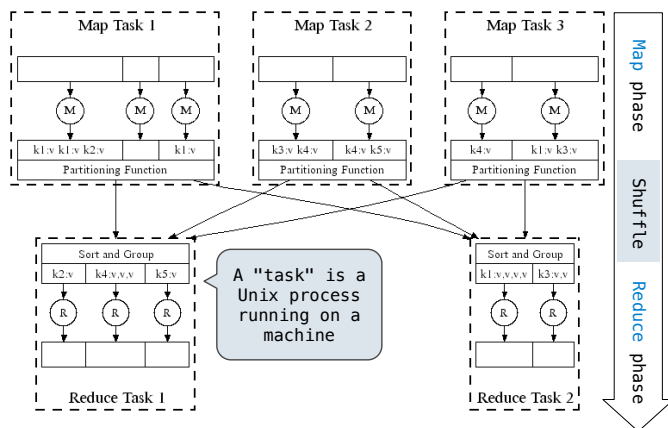 Map Task 1
Map Task 2
Map Task 3
M
M
M
M
M
M
M
k1:v k1:v k2:v
k1:v
k3:v k4:v
k4:v k5:v
k4:v
k1:v k3:v
Partitioning Function
Partitioning Function
Partitioning Function
Sort and Group
k2:v
k4:v,v,v
k5:v
R
R
R
Reduce Task 1
A "task" is a
Unix process
running on a
machine
Sort and Group
k1:v,v,v,v
k3:v,v
R
R
Reduce Task 2
Map phase
Shuffle
Reduce phase